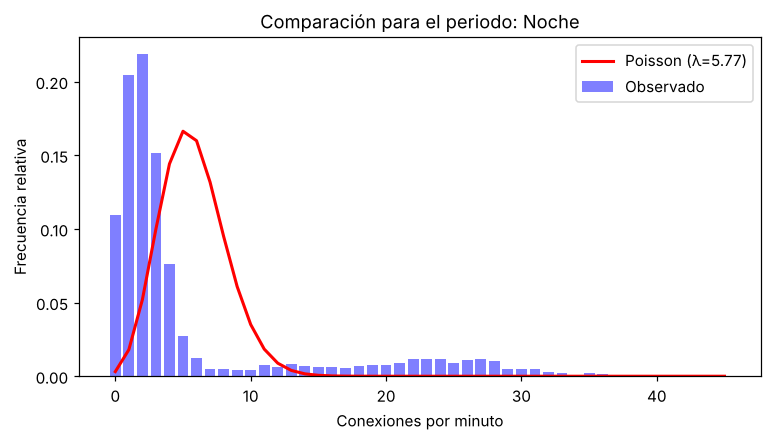 Comparación para el periodo: Noche
Poisson (λ=5.77)
Observado
Frecuencia relativa
0.20
0.15
0.10
0.05
0.00
0 10 20 30 40
Conexiones por minuto